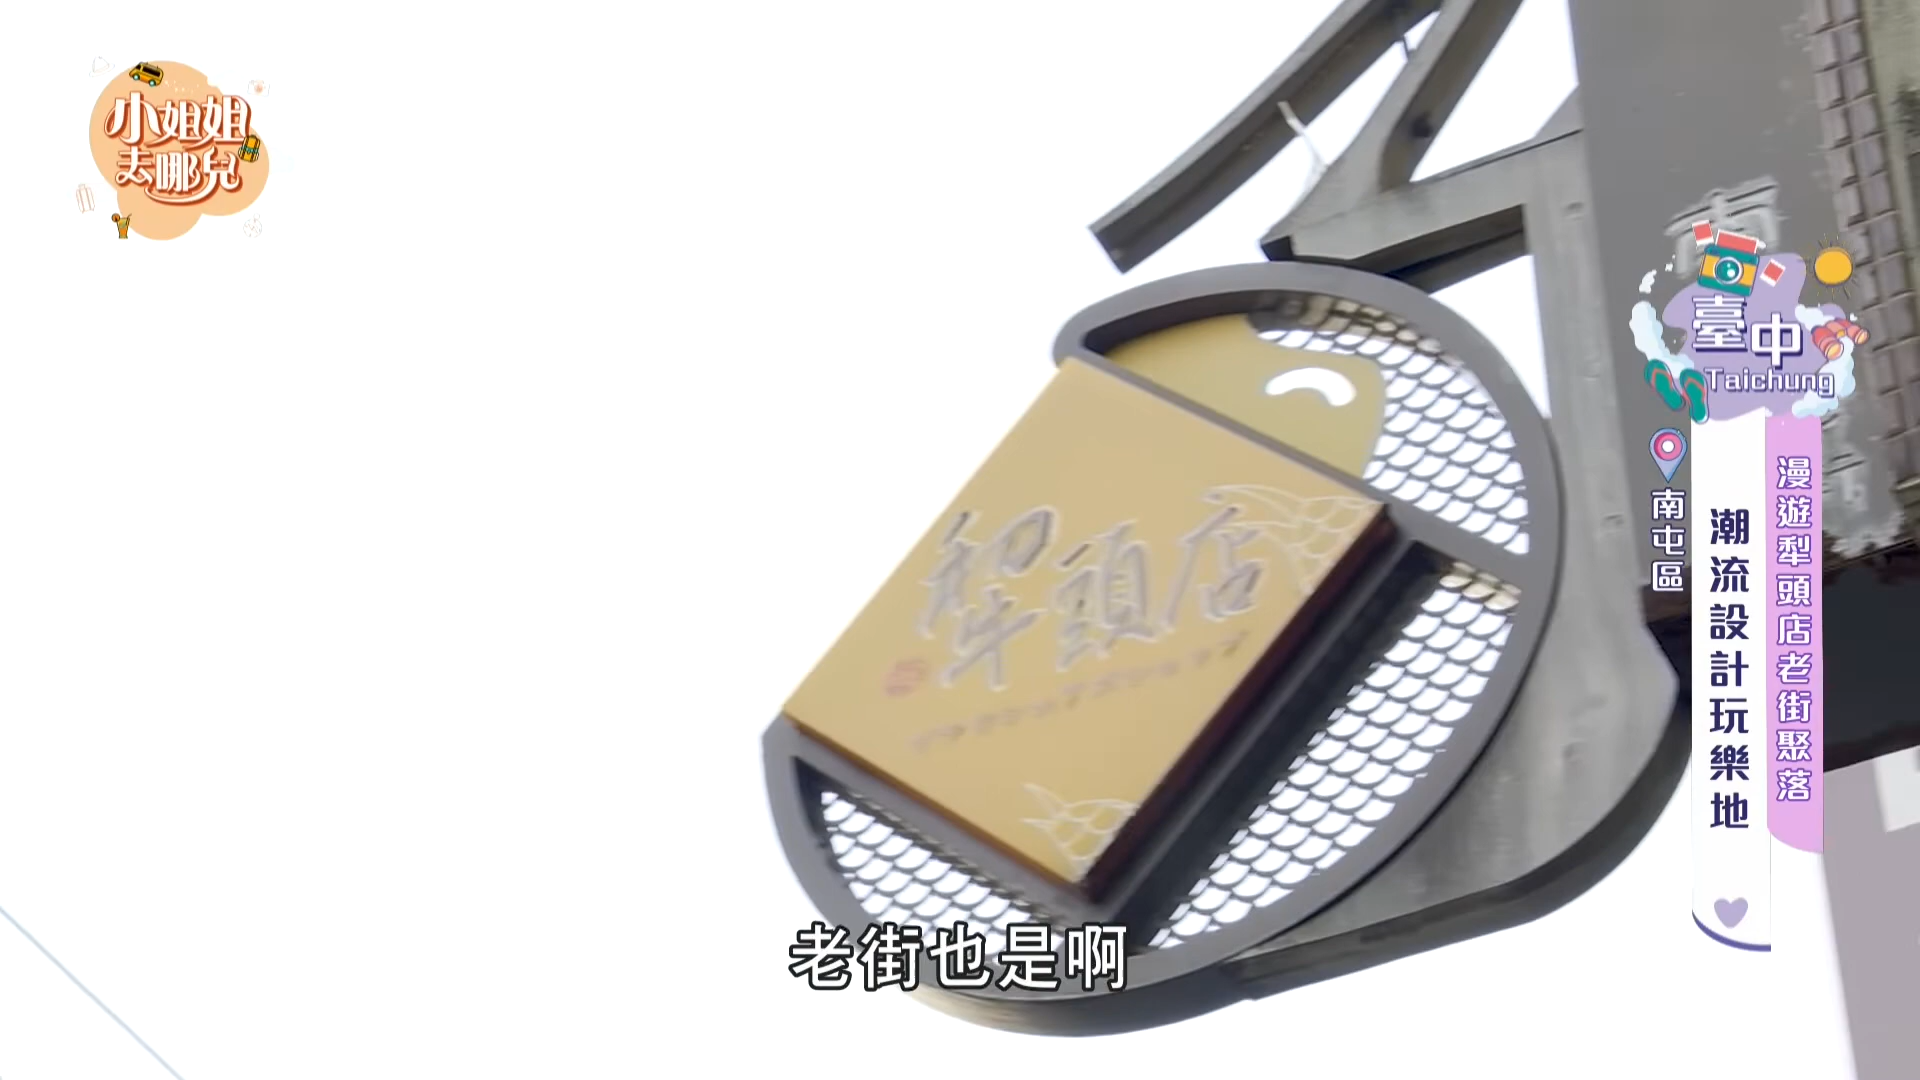 小姐姐
去哪兒
臺中
Taichung
南屯區
漫遊犁頭店老街聚落
潮流設計玩樂地
犁頭店
老街也是啊